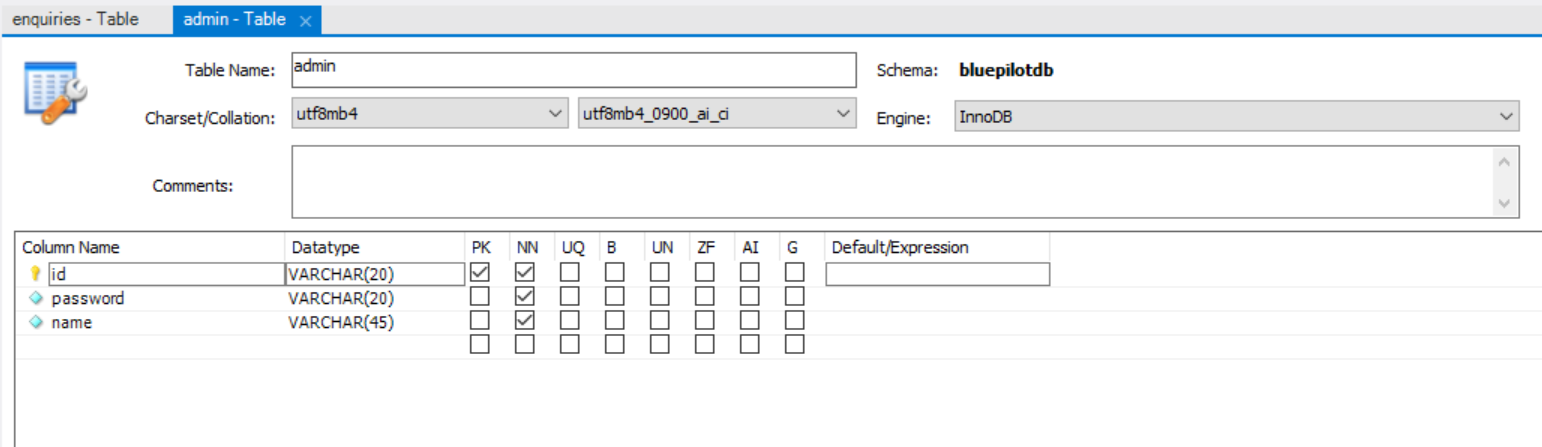 enquiries - Table admin - Table ×
Table Name: admin Schema: bluepilotdb
Charset/Collation: utf8mb4 utf8mb4_0900_ai_ci Engine: InnoDB
Comments:
Column Name Datatype PK NN UQ B UN ZF AI G Default/Expression
id VARCHAR(20)
password VARCHAR(20)
name VARCHAR(45)